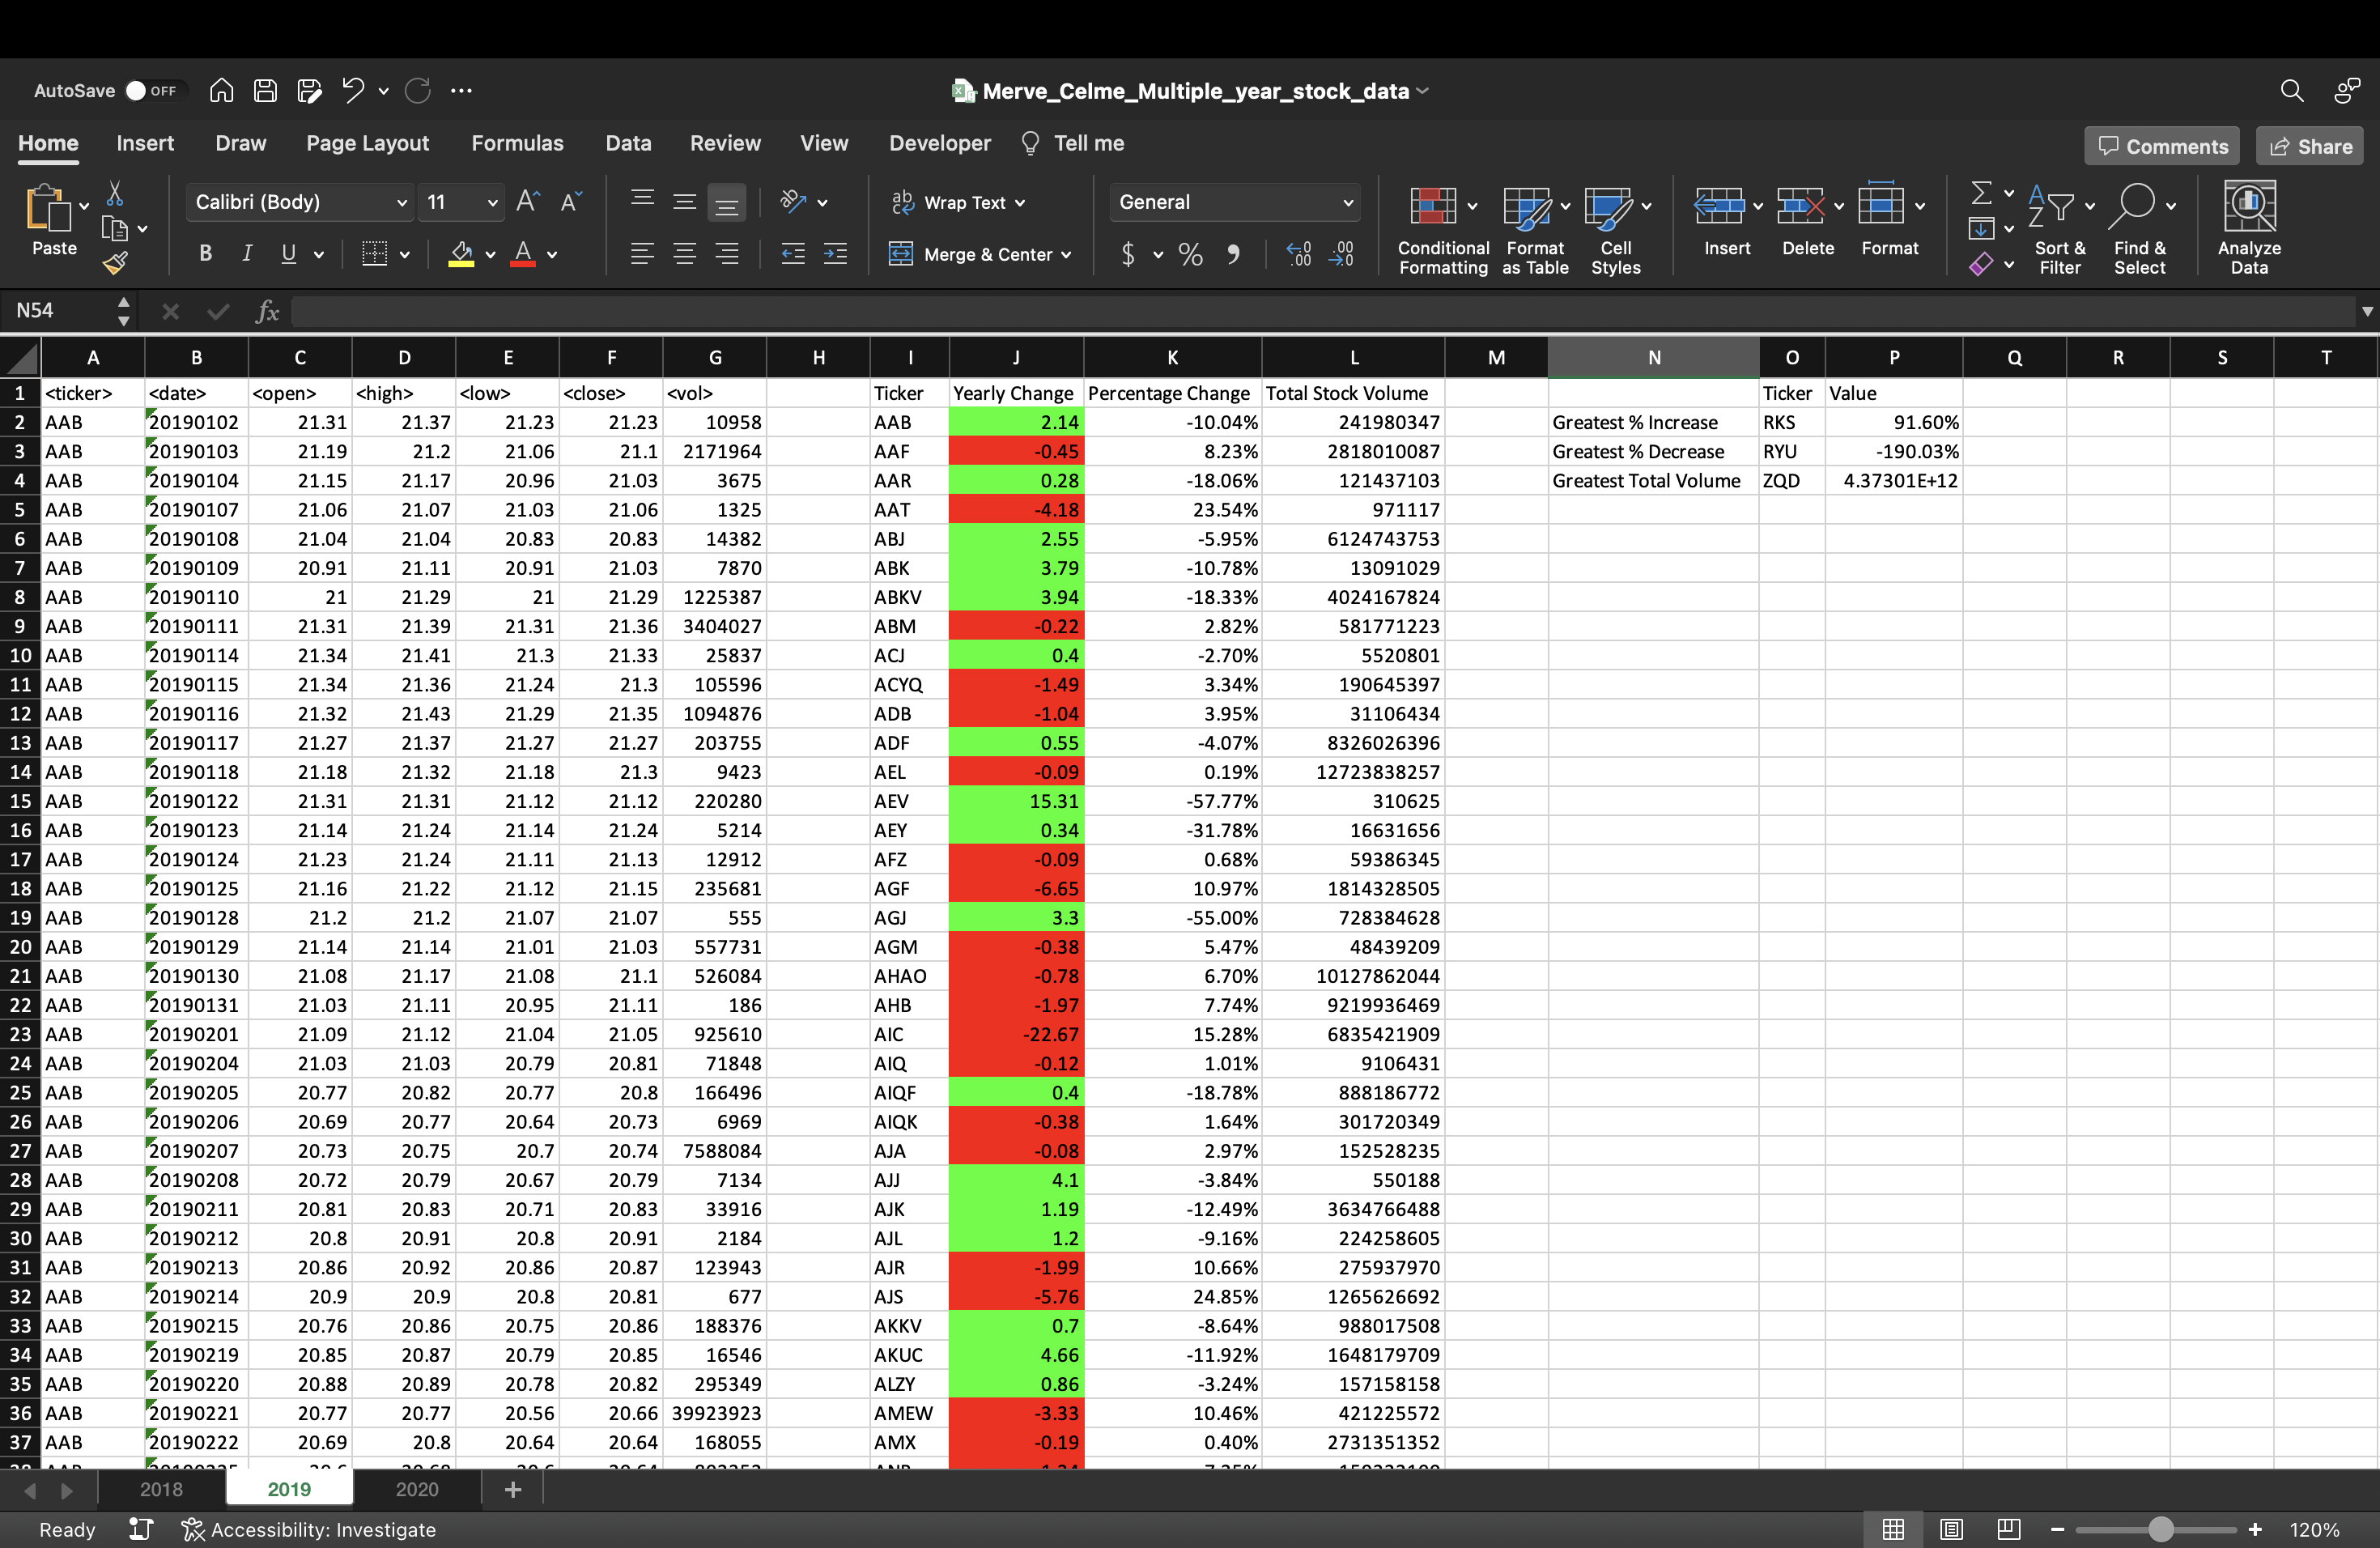 AutoSave OFF Merve_Celme_Multiple_year_stock_data
Home Insert Draw Page Layout Formulas Data Review View Developer Tell me Comments Share
Paste Calibri (Body) 11 Wrap Text General
B I U Merge & Center $ % Conditional Formatting Format as Table Cell Styles Insert Delete Format Sort & Filter Find & Select Analyze Data
N54 fx
A B C D E F G H I J K L M N O P Q R S T
1 <ticker> <date> <open> <high> <low> <close> <vol> Ticker Yearly Change Percentage Change Total Stock Volume Ticker Value
2 AAB 20190102 21.31 21.37 21.23 21.23 10958 AAB 2.14 -10.04% 241980347 Greatest % Increase RKS 91.60%
3 AAB 20190103 21.19 21.2 21.06 21.1 2171964 AAF -0.45 8.23% 2818010087 Greatest % Decrease RYU -190.03%
4 AAB 20190104 21.15 21.17 20.96 21.03 3675 AAR 0.28 -18.06% 121437103 Greatest Total Volume ZQD 4.37301E+12
5 AAB 20190107 21.06 21.07 21.03 21.06 1325 AAT -4.18 23.54% 971117
6 AAB 20190108 21.04 21.04 20.83 20.83 14382 ABJ 2.55 -5.95% 6124743753
7 AAB 20190109 20.91 21.11 20.91 21.03 7870 ABK 3.79 -10.78% 13091029
8 AAB 20190110 21 21.29 21 21.29 1225387 ABKV 3.94 -18.33% 4024167824
9 AAB 20190111 21.31 21.39 21.31 21.36 3404027 ABM -0.22 2.82% 581771223
10 AAB 20190114 21.34 21.41 21.3 21.33 25837 ACJ 0.4 -2.70% 5520801
11 AAB 20190115 21.34 21.36 21.24 21.3 105596 ACYQ -1.49 3.34% 190645397
12 AAB 20190116 21.32 21.43 21.29 21.35 1094876 ADB -1.04 3.95% 31106434
13 AAB 20190117 21.27 21.37 21.27 21.27 203755 ADF 0.55 -4.07% 8326026396
14 AAB 20190118 21.18 21.32 21.18 21.3 9423 AEL -0.09 0.19% 12723838257
15 AAB 20190122 21.31 21.31 21.12 21.12 220280 AEV 15.31 -57.77% 310625
16 AAB 20190123 21.14 21.24 21.14 21.24 5214 AEY 0.34 -31.78% 16631656
17 AAB 20190124 21.23 21.24 21.11 21.13 12912 AFZ -0.09 0.68% 59386345
18 AAB 20190125 21.16 21.22 21.12 21.15 235681 AGF -6.65 10.97% 1814328505
19 AAB 20190128 21.2 21.2 21.07 21.07 555 AGJ 3.3 -55.00% 728384628
20 AAB 20190129 21.14 21.14 21.01 21.03 557731 AGM -0.38 5.47% 48439209
21 AAB 20190130 21.08 21.17 21.08 21.1 526084 AHAO -0.78 6.70% 10127862044
22 AAB 20190131 21.03 21.11 20.95 21.11 186 AHB -1.97 7.74% 9219936469
23 AAB 20190201 21.09 21.12 21.04 21.05 925610 AIC -22.67 15.28% 6835421909
24 AAB 20190204 21.03 21.03 20.79 20.81 71848 AIQ -0.12 1.01% 9106431
25 AAB 20190205 20.77 20.82 20.77 20.8 166496 AIQF 0.4 -18.78% 888186772
26 AAB 20190206 20.69 20.77 20.64 20.73 6969 AIQK -0.38 1.64% 301720349
27 AAB 20190207 20.73 20.75 20.7 20.74 7588084 AJA -0.08 2.97% 152528235
28 AAB 20190208 20.72 20.79 20.67 20.79 7134 AJJ 4.1 -3.84% 550188
29 AAB 20190211 20.81 20.83 20.71 20.83 33916 AJK 1.19 -12.49% 3634766488
30 AAB 20190212 20.8 20.91 20.8 20.91 2184 AJL 1.2 -9.16% 224258605
31 AAB 20190213 20.86 20.92 20.86 20.87 123943 AJR -1.99 10.66% 275937970
32 AAB 20190214 20.9 20.9 20.8 20.81 677 AJS -5.76 24.85% 1265626692
33 AAB 20190215 20.76 20.86 20.75 20.86 188376 AKKV 0.7 -8.64% 988017508
34 AAB 20190219 20.85 20.87 20.79 20.85 16546 AKUC 4.66 -11.92% 1648179709
35 AAB 20190220 20.88 20.89 20.78 20.82 295349 ALZY 0.86 -3.24% 157158158
36 AAB 20190221 20.77 20.77 20.56 20.66 39923923 AMEW -3.33 10.46% 421225572
37 AAB 20190222 20.69 20.8 20.64 20.64 168055 AMX -0.19 0.40% 2731351352
2018 2019 2020 +
Ready Accessibility: Investigate 120%